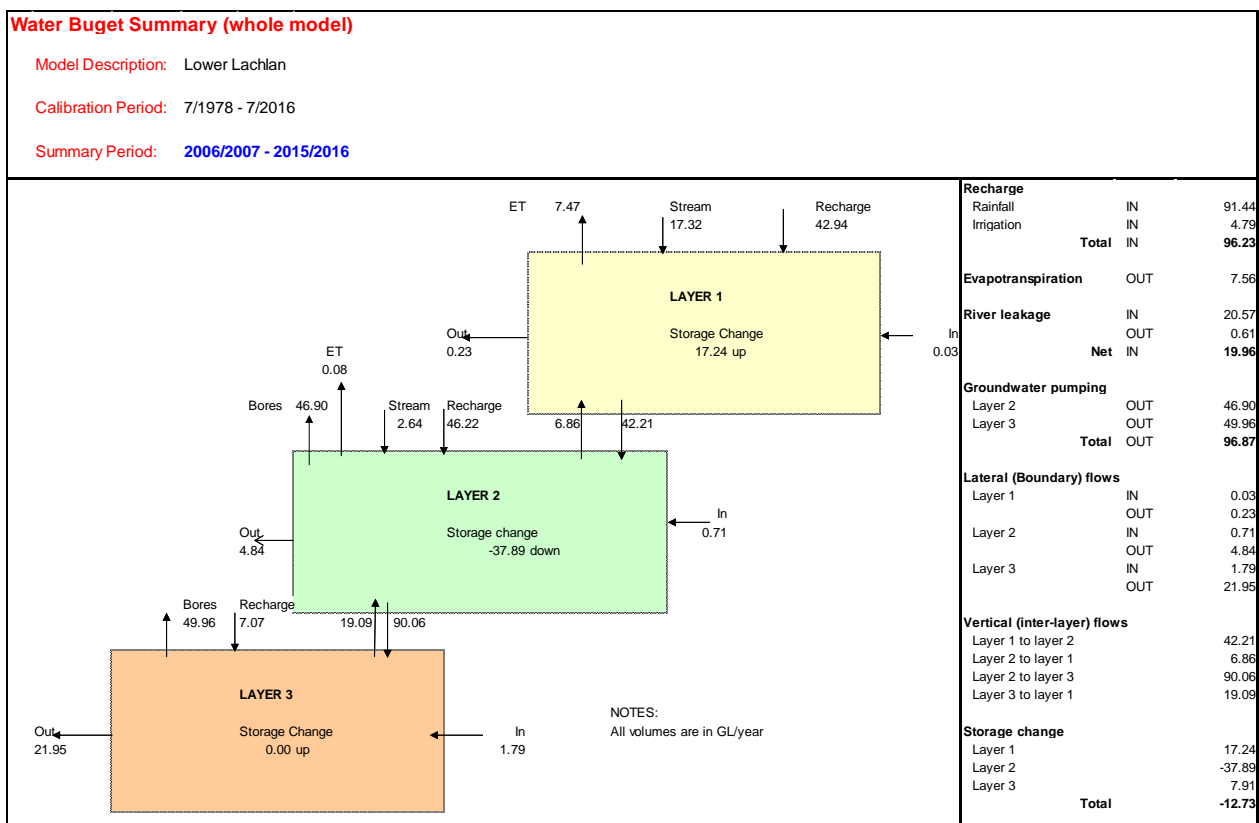 Water Buget Summary (whole model)
Model Description: Lower Lachlan
Calibration Period: 7/1978 - 7/2016
Summary Period: 2006/2007 - 2015/2016
ET 7.47
Stream
17.32
Recharge
42.94
LAYER 1
Storage Change
17.24 up
Out
0.23
In
0.03
ET
0.08
Bores 46.90
Stream
2.64
Recharge
46.22
6.86
42.21
LAYER 2
Storage change
-37.89 down
Out
4.84
In
0.71
Bores
49.96
Recharge
7.07
19.09
90.06
LAYER 3
Storage Change
0.00 up
Out
21.95
In
1.79
NOTES:
All volumes are in GL/year
Recharge
Rainfall IN 91.44
Irrigation IN 4.79
Total IN 96.23
Evapotranspiration OUT 7.56
River leakage IN 20.57
OUT 0.61
Net IN 19.96
Groundwater pumping
Layer 2 OUT 46.90
Layer 3 OUT 49.96
Total OUT 96.87
Lateral (Boundary) flows
Layer 1 IN 0.03
OUT 0.23
Layer 2 IN 0.71
OUT 4.84
Layer 3 IN 1.79
OUT 21.95
Vertical (inter-layer) flows
Layer 1 to layer 2 42.21
Layer 2 to layer 1 6.86
Layer 2 to layer 3 90.06
Layer 3 to layer 1 19.09
Storage change
Layer 1 17.24
Layer 2 -37.89
Layer 3 7.91
Total -12.73